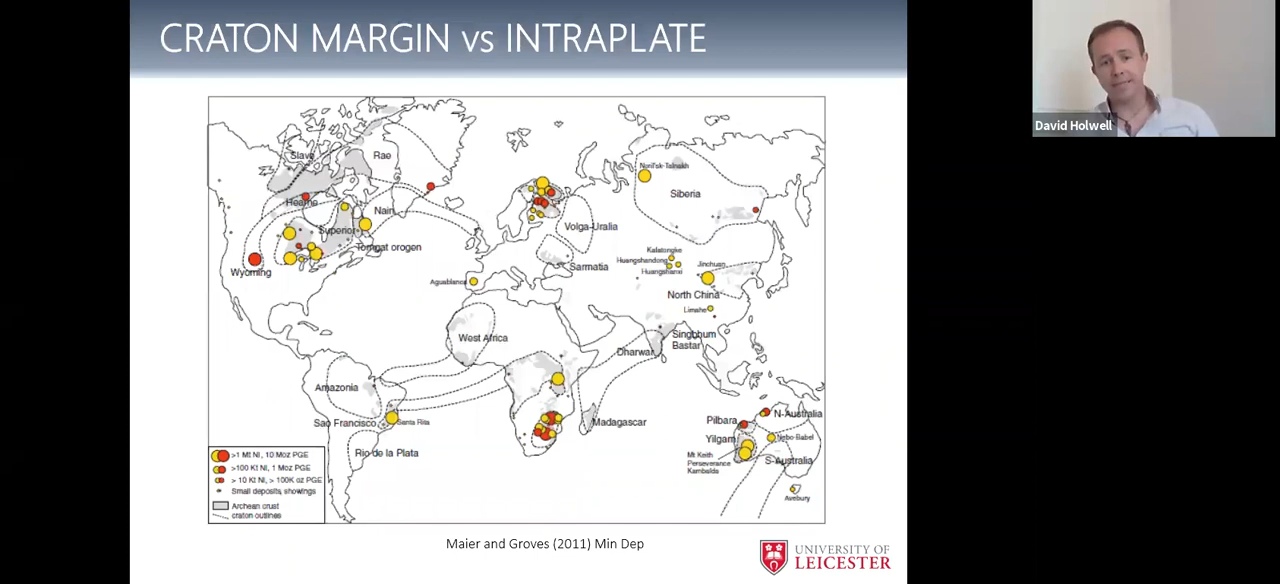 CRATON MARGIN vs INTRAPLATE
David Holwell
Slave
Rae
Noril'sk-Talnakh
Siberia
Hearne
Nain
Superior
Volga-Uralia
Torngat orogen
Kalatongke
Huangshandong
Jinchuan
Sarmatia
Huangshanxi
Wyoming
Aguablanca
North China
Limahe
West Africa
Singhbum
Bastar
Dharwar
Amazonia
Sao Francisco
Santa Rita
Madagascar
Pilbara
N-Australia
Yilgarn
Nebo-Babel
Mt Keith
Perseverance
Kambalda
S-Australia
Rio de la Plata
Avebury
>1 Mt Ni, 10 Moz PGE
>100 Kt Ni, 1 Moz PGE
> 10 Kt Ni, > 100K oz PGE
Small deposits, showings
Archean crust
craton outlines
Maier and Groves (2011) Min Dep
UNIVERSITY OF
LEICESTER